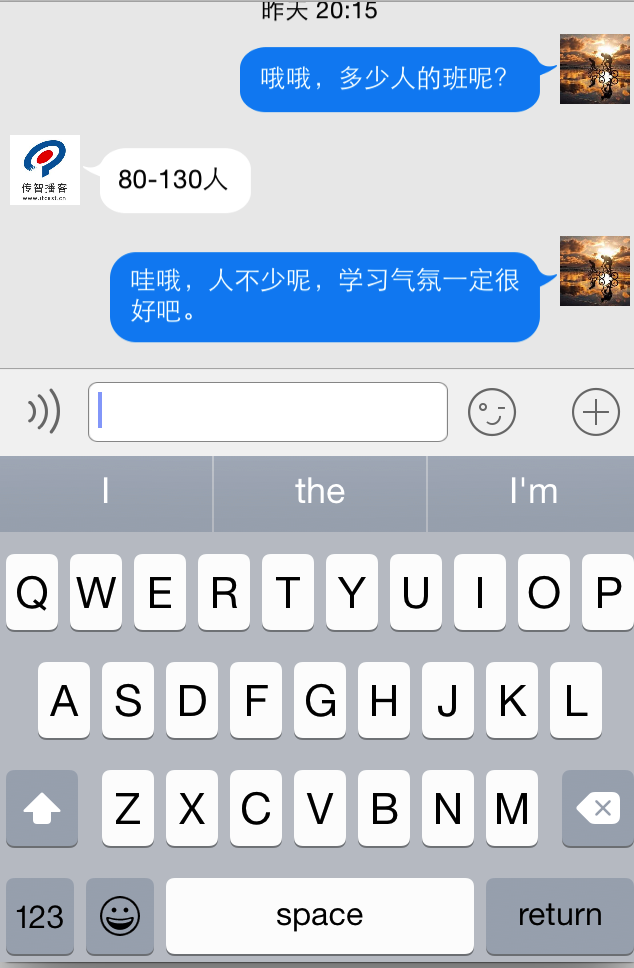 昨天 20:15
哦哦，多少人的班呢？
传智播客
www.itcast.cn
80-130人
哇哦，人不少呢，学习气氛一定很
好吧。
I
the
I'm
Q W E R T Y U I O P
A S D F G H J K L
Z X C V B N M
123
space
return